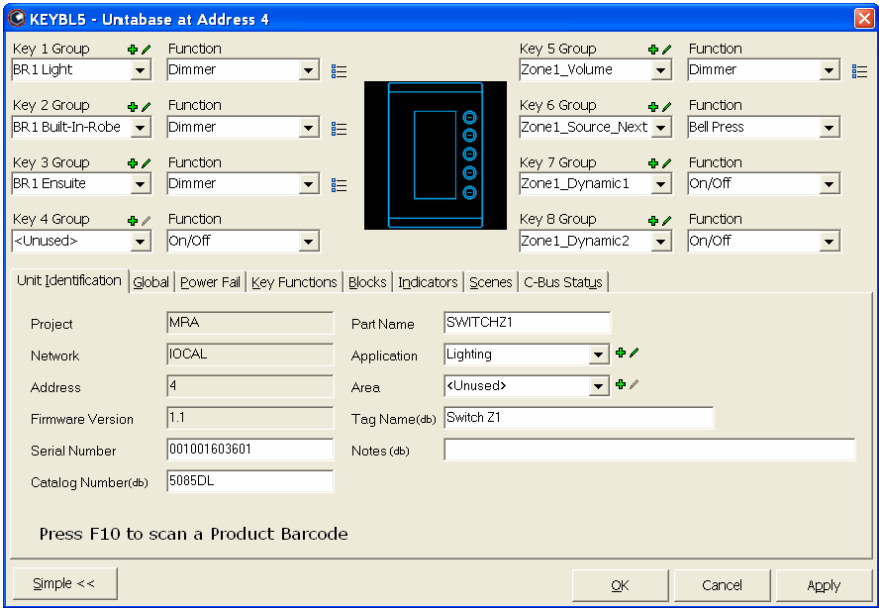 KEYBL5 - Unitabase at Address 4
Key 1 Group Function Key 5 Group Function
BR1 Light Dimmer Zone1_Volume Dimmer
Key 2 Group Function Key 6 Group Function
BR1 Built-In-Robe Dimmer Zone1_Source_Next Bell Press
Key 3 Group Function Key 7 Group Function
BR1 Ensuite Dimmer Zone1_Dynamic1 On/Off
Key 4 Group Function Key 8 Group Function
<Unused> On/Off Zone1_Dynamic2 On/Off
Unit Identification Global Power Fail Key Functions Blocks Indicators Scenes C-Bus Status
Project MRA Part Name SWITCHZ1
Network lOCAL Application Lighting
Address 4 Area <Unused>
Firmware Version 1.1 Tag Name(db) Switch Z1
Serial Number 001001603601 Notes (db)
Catalog Number(db) 5085DL
Press F10 to scan a Product Barcode
Simple << OK Cancel Apply